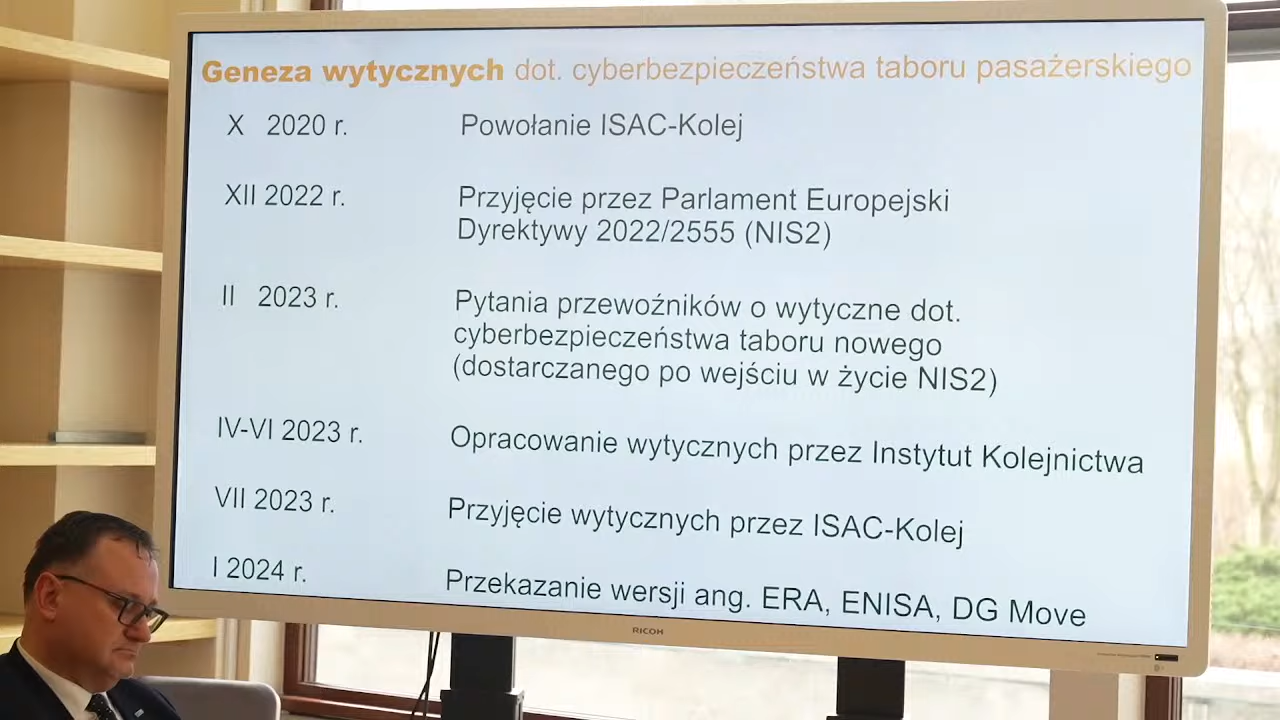 Geneza wytycznych dot. cyberbezpieczeństwa taboru pasażerskiego
X 2020 r. Powołanie ISAC-Kolej
XII 2022 r. Przyjęcie przez Parlament Europejski
Dyrektywy 2022/2555 (NIS2)
II 2023 r. Pytania przewoźników o wytyczne dot.
cyberbezpieczeństwa taboru nowego
(dostarczanego po wejściu w życie NIS2)
IV-VI 2023 r. Opracowanie wytycznych przez Instytut Kolejnictwa
VII 2023 r. Przyjęcie wytycznych przez ISAC-Kolej
I 2024 r. Przekazanie wersji ang. ERA, ENISA, DG Move
RICOH